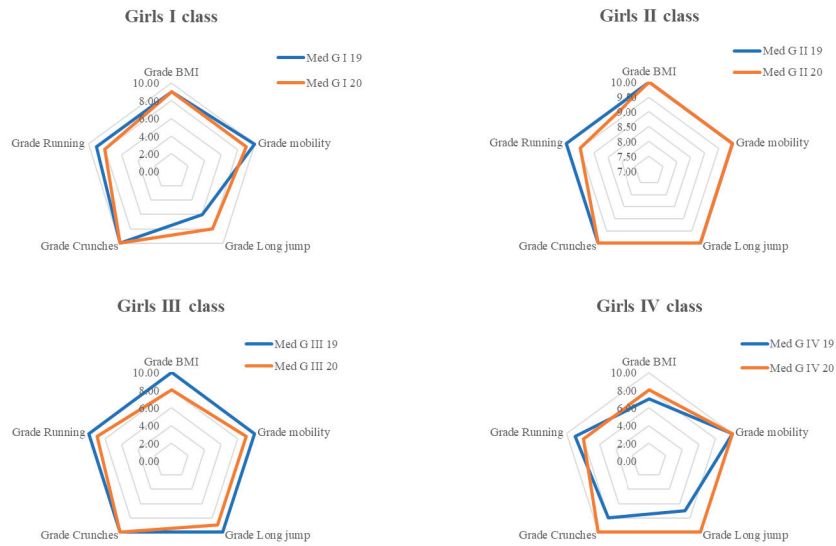 Girls I class
Med G I 19
Med G I 20
Grade BMI
10.00
8.00
6.00
4.00
2.00
0.00
Grade Running
Grade mobility
Grade Crunches
Grade Long jump
Girls II class
Med G II 19
Med G II 20
Grade BMI
10.00
9.50
9.00
8.50
8.00
7.50
7.00
Grade Running
Grade mobility
Grade Crunches
Grade Long jump
Girls III class
Med G III 19
Med G III 20
Grade BMI
10.00
8.00
6.00
4.00
2.00
0.00
Grade Running
Grade mobility
Grade Crunches
Grade Long jump
Girls IV class
Med G IV 19
Med G IV 20
Grade BMI
10.00
8.00
6.00
4.00
2.00
0.00
Grade Running
Grade mobility
Grade Crunches
Grade Long jump